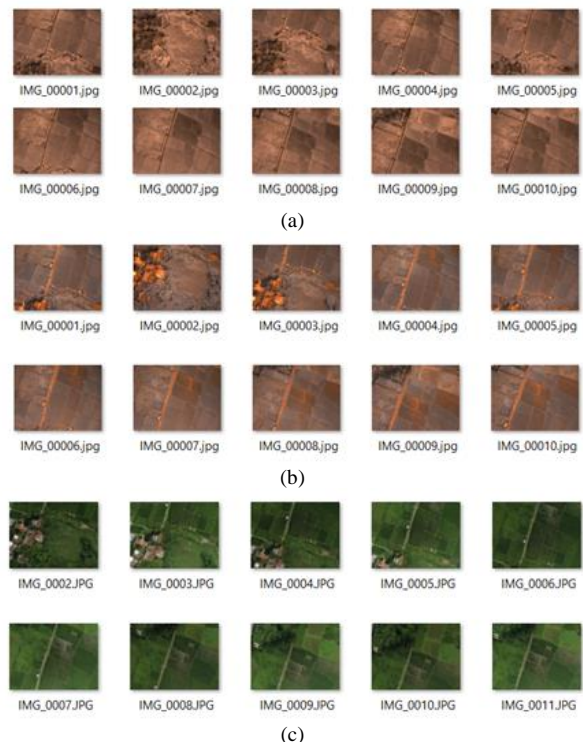 IMG_00001.jpg IMG_00002.jpg IMG_00003.jpg IMG_00004.jpg IMG_00005.jpg
IMG_00006.jpg IMG_00007.jpg IMG_00008.jpg IMG_00009.jpg IMG_00010.jpg
(a)
IMG_00001.jpg IMG_00002.jpg IMG_00003.jpg IMG_00004.jpg IMG_00005.jpg
IMG_00006.jpg IMG_00007.jpg IMG_00008.jpg IMG_00009.jpg IMG_00010.jpg
(b)
IMG_0002.JPG IMG_0003.JPG IMG_0004.JPG IMG_0005.JPG IMG_0006.JPG
IMG_0007.JPG IMG_0008.JPG IMG_0009.JPG IMG_0010.JPG IMG_0011.JPG
(c)